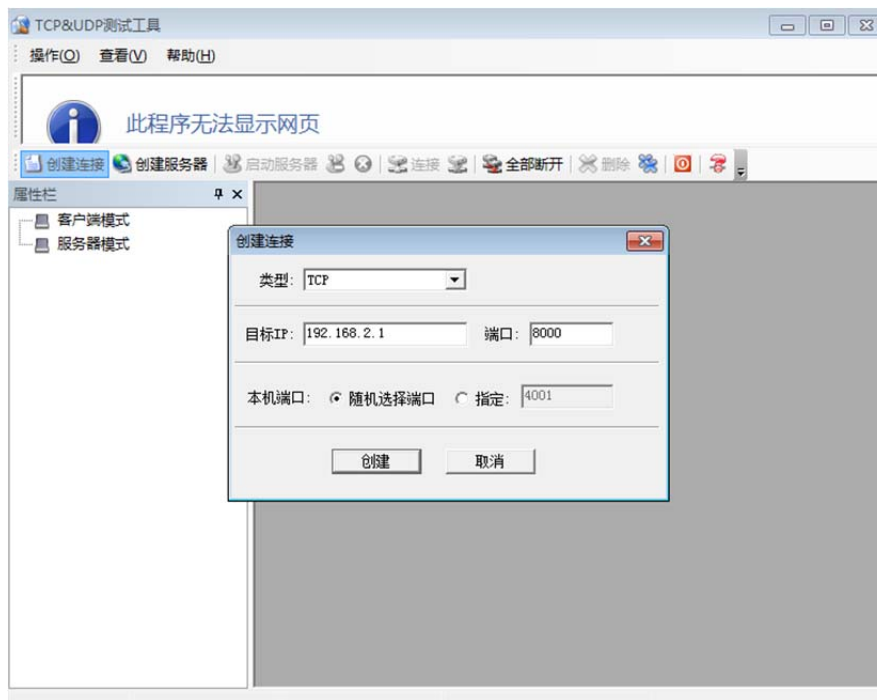 TCP&UDP测试工具
操作(O) 查看(V) 帮助(H)
此程序无法显示网页
创建连接 创建服务器 启动服务器 连接 全部断开 删除
属性栏
客户端模式
服务器模式
创建连接
类型: TCP
目标IP: 192.168.2.1 端口: 8000
本机端口: 随机选择端口 指定: 4001
创建 取消